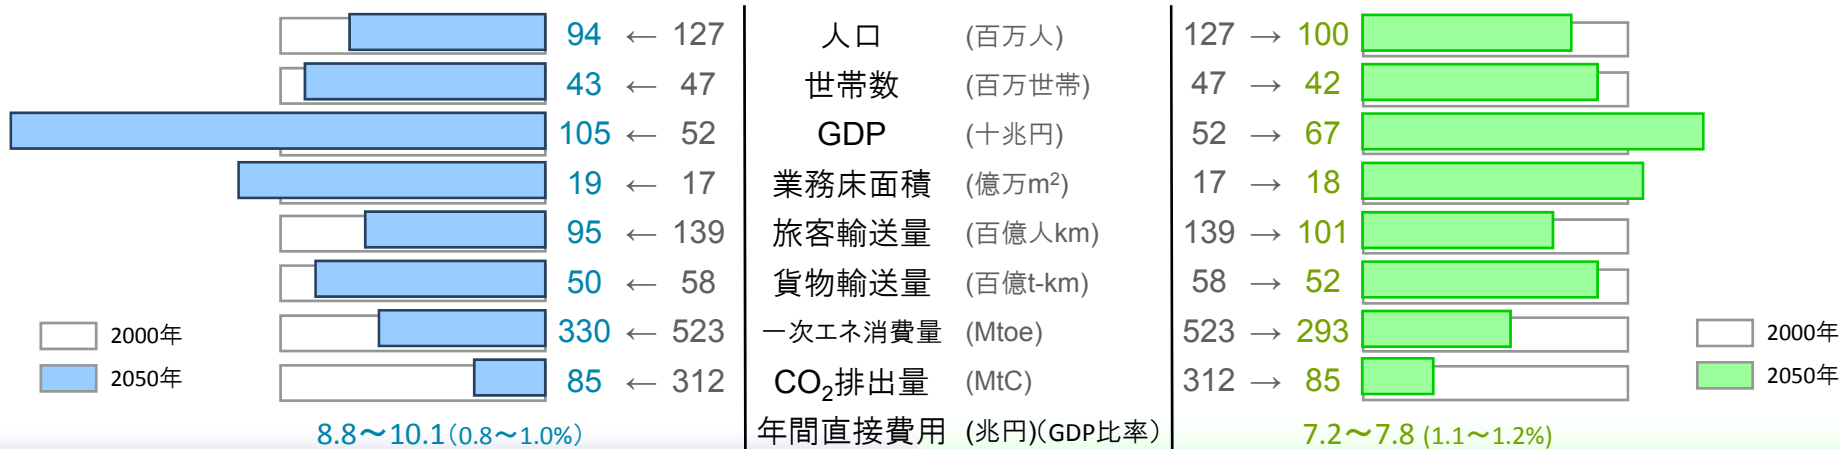 94 ← 127 人口 (百万人) 127 → 100
43 ← 47 世帯数 (百万世帯) 47 → 42
105 ← 52 GDP (十兆円) 52 → 67
19 ← 17 業務床面積 (億万m²) 17 → 18
95 ← 139 旅客輸送量 (百億人km) 139 → 101
50 ← 58 貨物輸送量 (百億t-km) 58 → 52
2000年 330 ← 523 一次エネ消費量 (Mtoe) 523 → 293 2000年
2050年 85 ← 312 CO₂排出量 (MtC) 312 → 85 2050年
8.8～10.1(0.8～1.0%) 年間直接費用 (兆円)(GDP比率) 7.2～7.8 (1.1～1.2%)